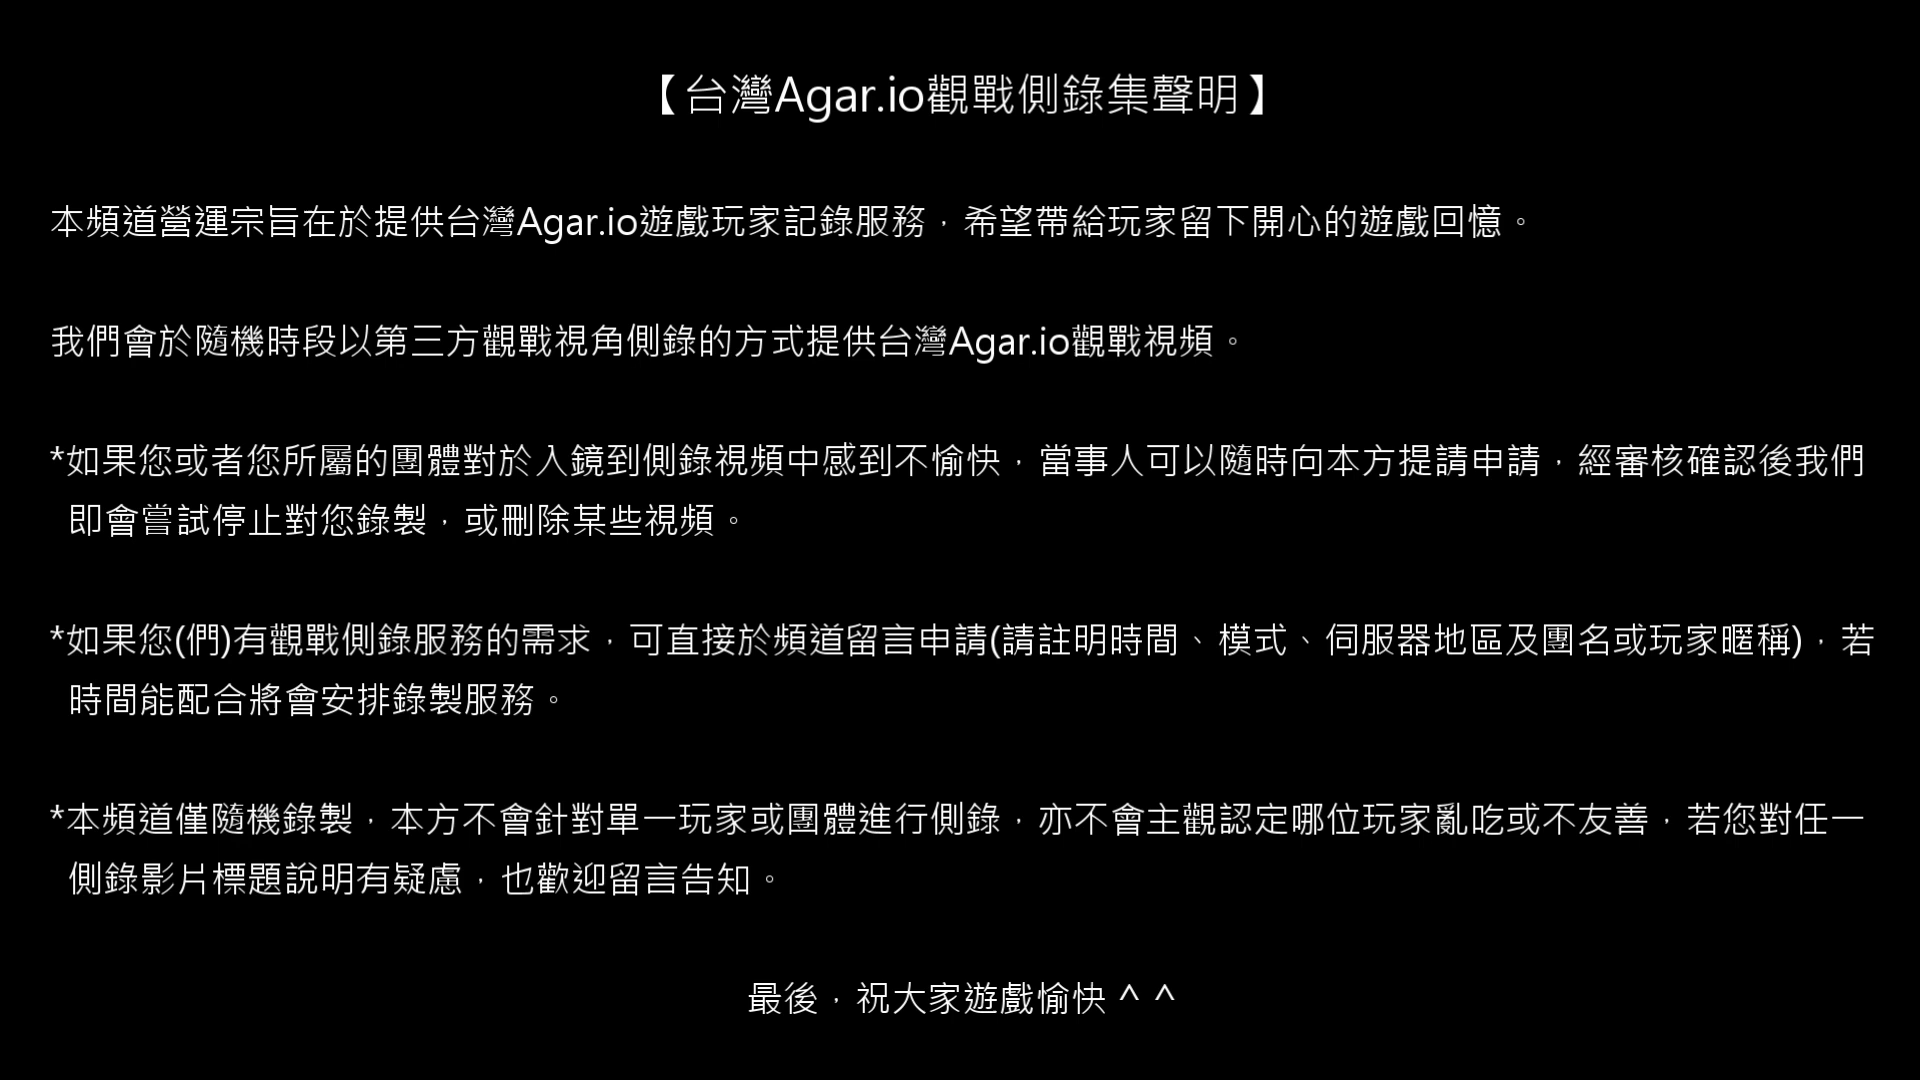 【台灣Agar.io觀戰側錄集聲明】
本頻道營運宗旨在於提供台灣Agar.io遊戲玩家記錄服務，希望帶給玩家留下開心的遊戲回憶。
我們會於隨機時段以第三方觀戰視角側錄的方式提供台灣Agar.io觀戰視頻。
*如果您或者您所屬的團體對於入鏡到側錄視頻中感到不愉快，當事人可以隨時向本方提請申請，經審核確認後我們
即會嘗試停止對您錄製，或刪除某些視頻。
*如果您(們)有觀戰側錄服務的需求，可直接於頻道留言申請(請註明時間、模式、伺服器地區及團名或玩家暱稱)，若
時間能配合將會安排錄製服務。
*本頻道僅隨機錄製，本方不會針對單一玩家或團體進行側錄，亦不會主觀認定哪位玩家亂吃或不友善，若您對任一
側錄影片標題說明有疑慮，也歡迎留言告知。
最後，祝大家遊戲愉快 ^ ^